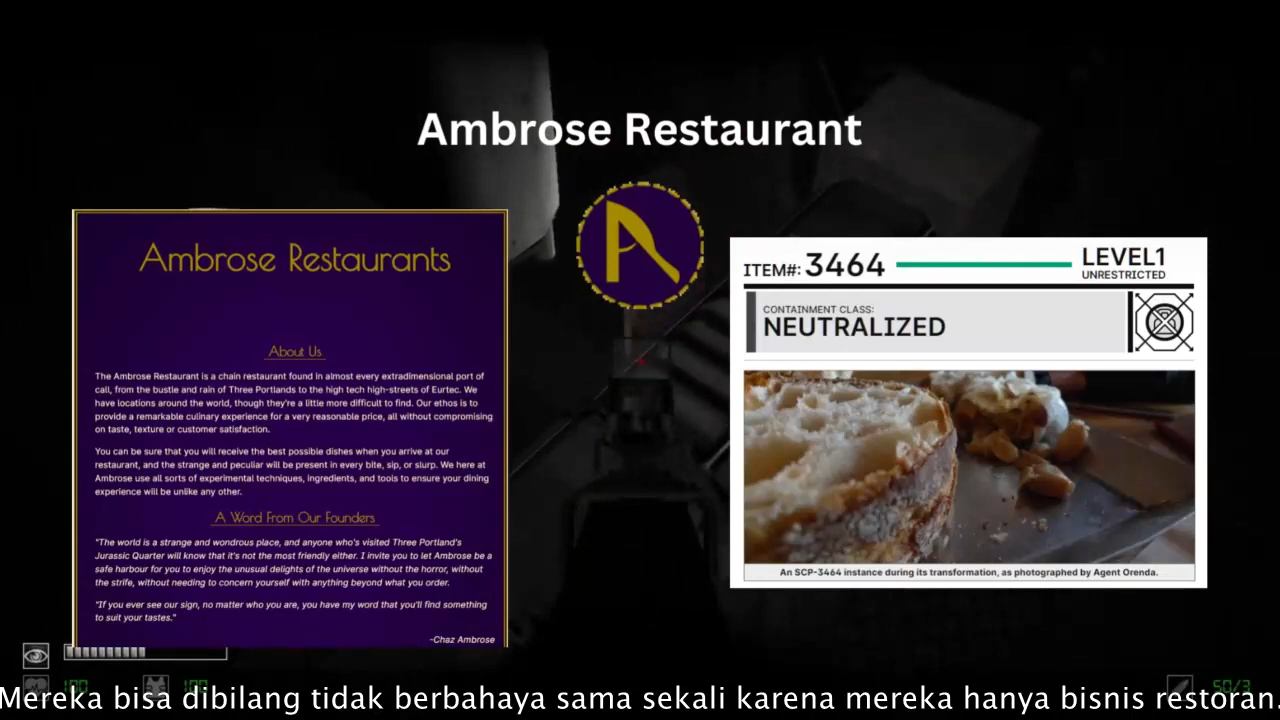 Ambrose Restaurant
Ambrose Restaurants
About Us
The Ambrose Restaurant is a chain restaurant found in almost every extradimensional port of
call, from the bustle and rain of Three Portlands to the high tech high-streets of Eurtec. We
have locations around the world, though they're a little more difficult to find. Our ethos is to
provide a remarkable culinary experience for a very reasonable price, all without compromising
on taste, texture or customer satisfaction.
You can be sure that you will receive the best possible dishes when you arrive at our
restaurant, and the strange and peculiar will be present in every bite, sip, or slurp. We here at
Ambrose use all sorts of experimental techniques, ingredients, and tools to ensure your dining
experience will be unlike any other.
A Word From Our Founders
"The world is a strange and wondrous place, and anyone who's visited Three Portland's
Jurassic Quarter will know that it's not the most friendly either. I invite you to let Ambrose be a
safe harbour for you to enjoy the unusual delights of the universe without the horror, without
the strife, without needing to concern yourself with anything beyond what you order.
"If you ever see our sign, no matter who you are, you have my word that you'll find something
to suit your tastes."
-Chaz Ambrose
ITEM#: 3464
LEVEL1
UNRESTRICTED
CONTAINMENT CLASS:
NEUTRALIZED
An SCP-3464 instance during its transformation, as photographed by Agent Orenda.
100
100
50/3
Mereka bisa dibilang tidak berbahaya sama sekali karena mereka hanya bisnis restoran.